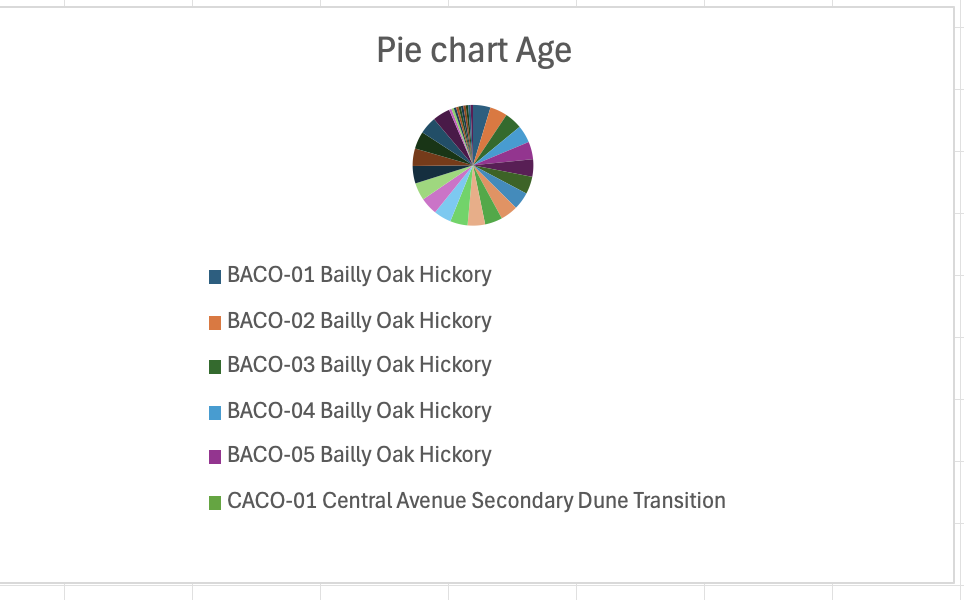 Pie chart Age
BACO-01 Bailly Oak Hickory
BACO-02 Bailly Oak Hickory
BACO-03 Bailly Oak Hickory
BACO-04 Bailly Oak Hickory
BACO-05 Bailly Oak Hickory
CACO-01 Central Avenue Secondary Dune Transition